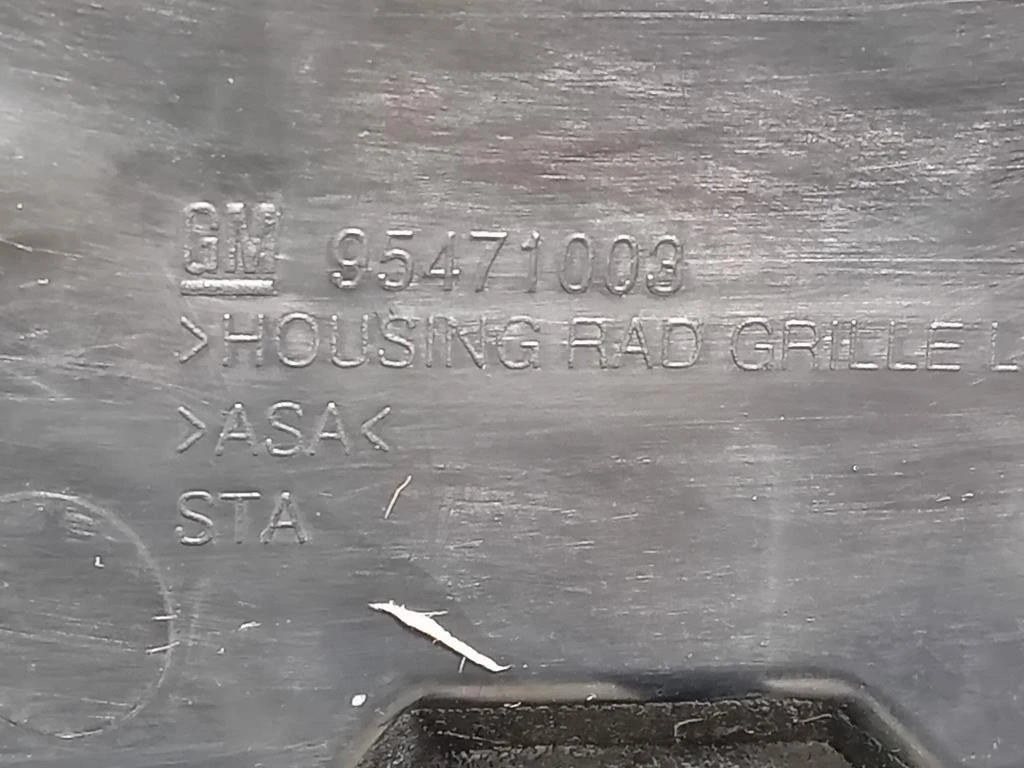 GM 95471003
>HOUSING RAD GRILLE L
>ASA<
STA